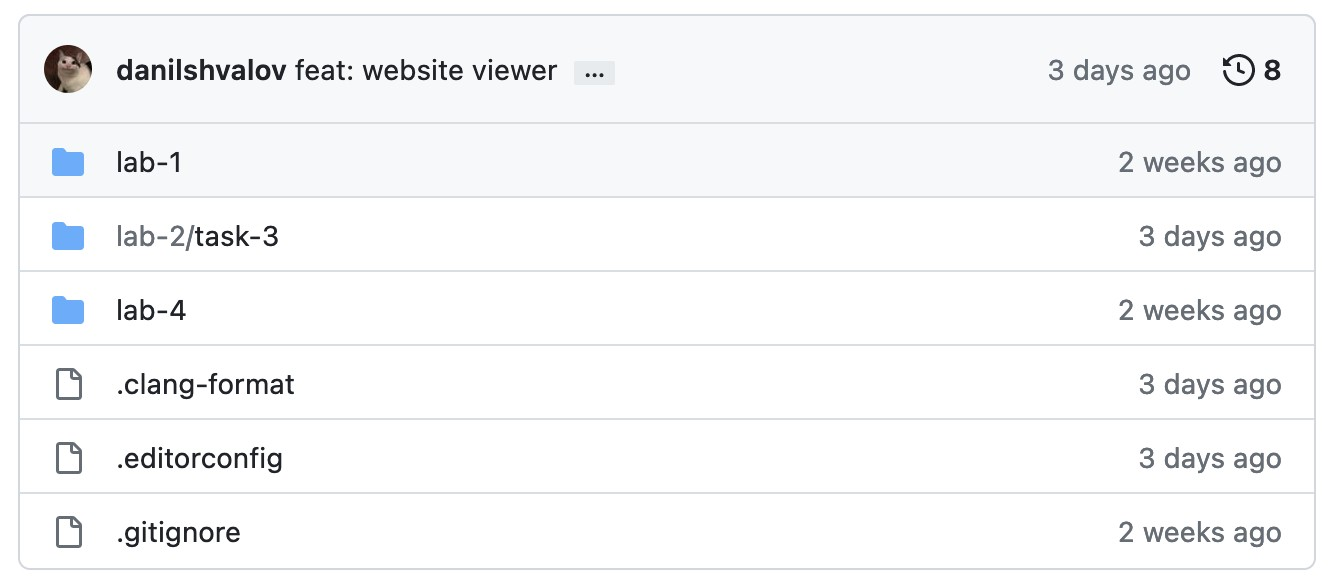 danilshvalov feat: website viewer ... 3 days ago 8
lab-1 2 weeks ago
lab-2/task-3 3 days ago
lab-4 2 weeks ago
.clang-format 3 days ago
.editorconfig 3 days ago
.gitignore 2 weeks ago